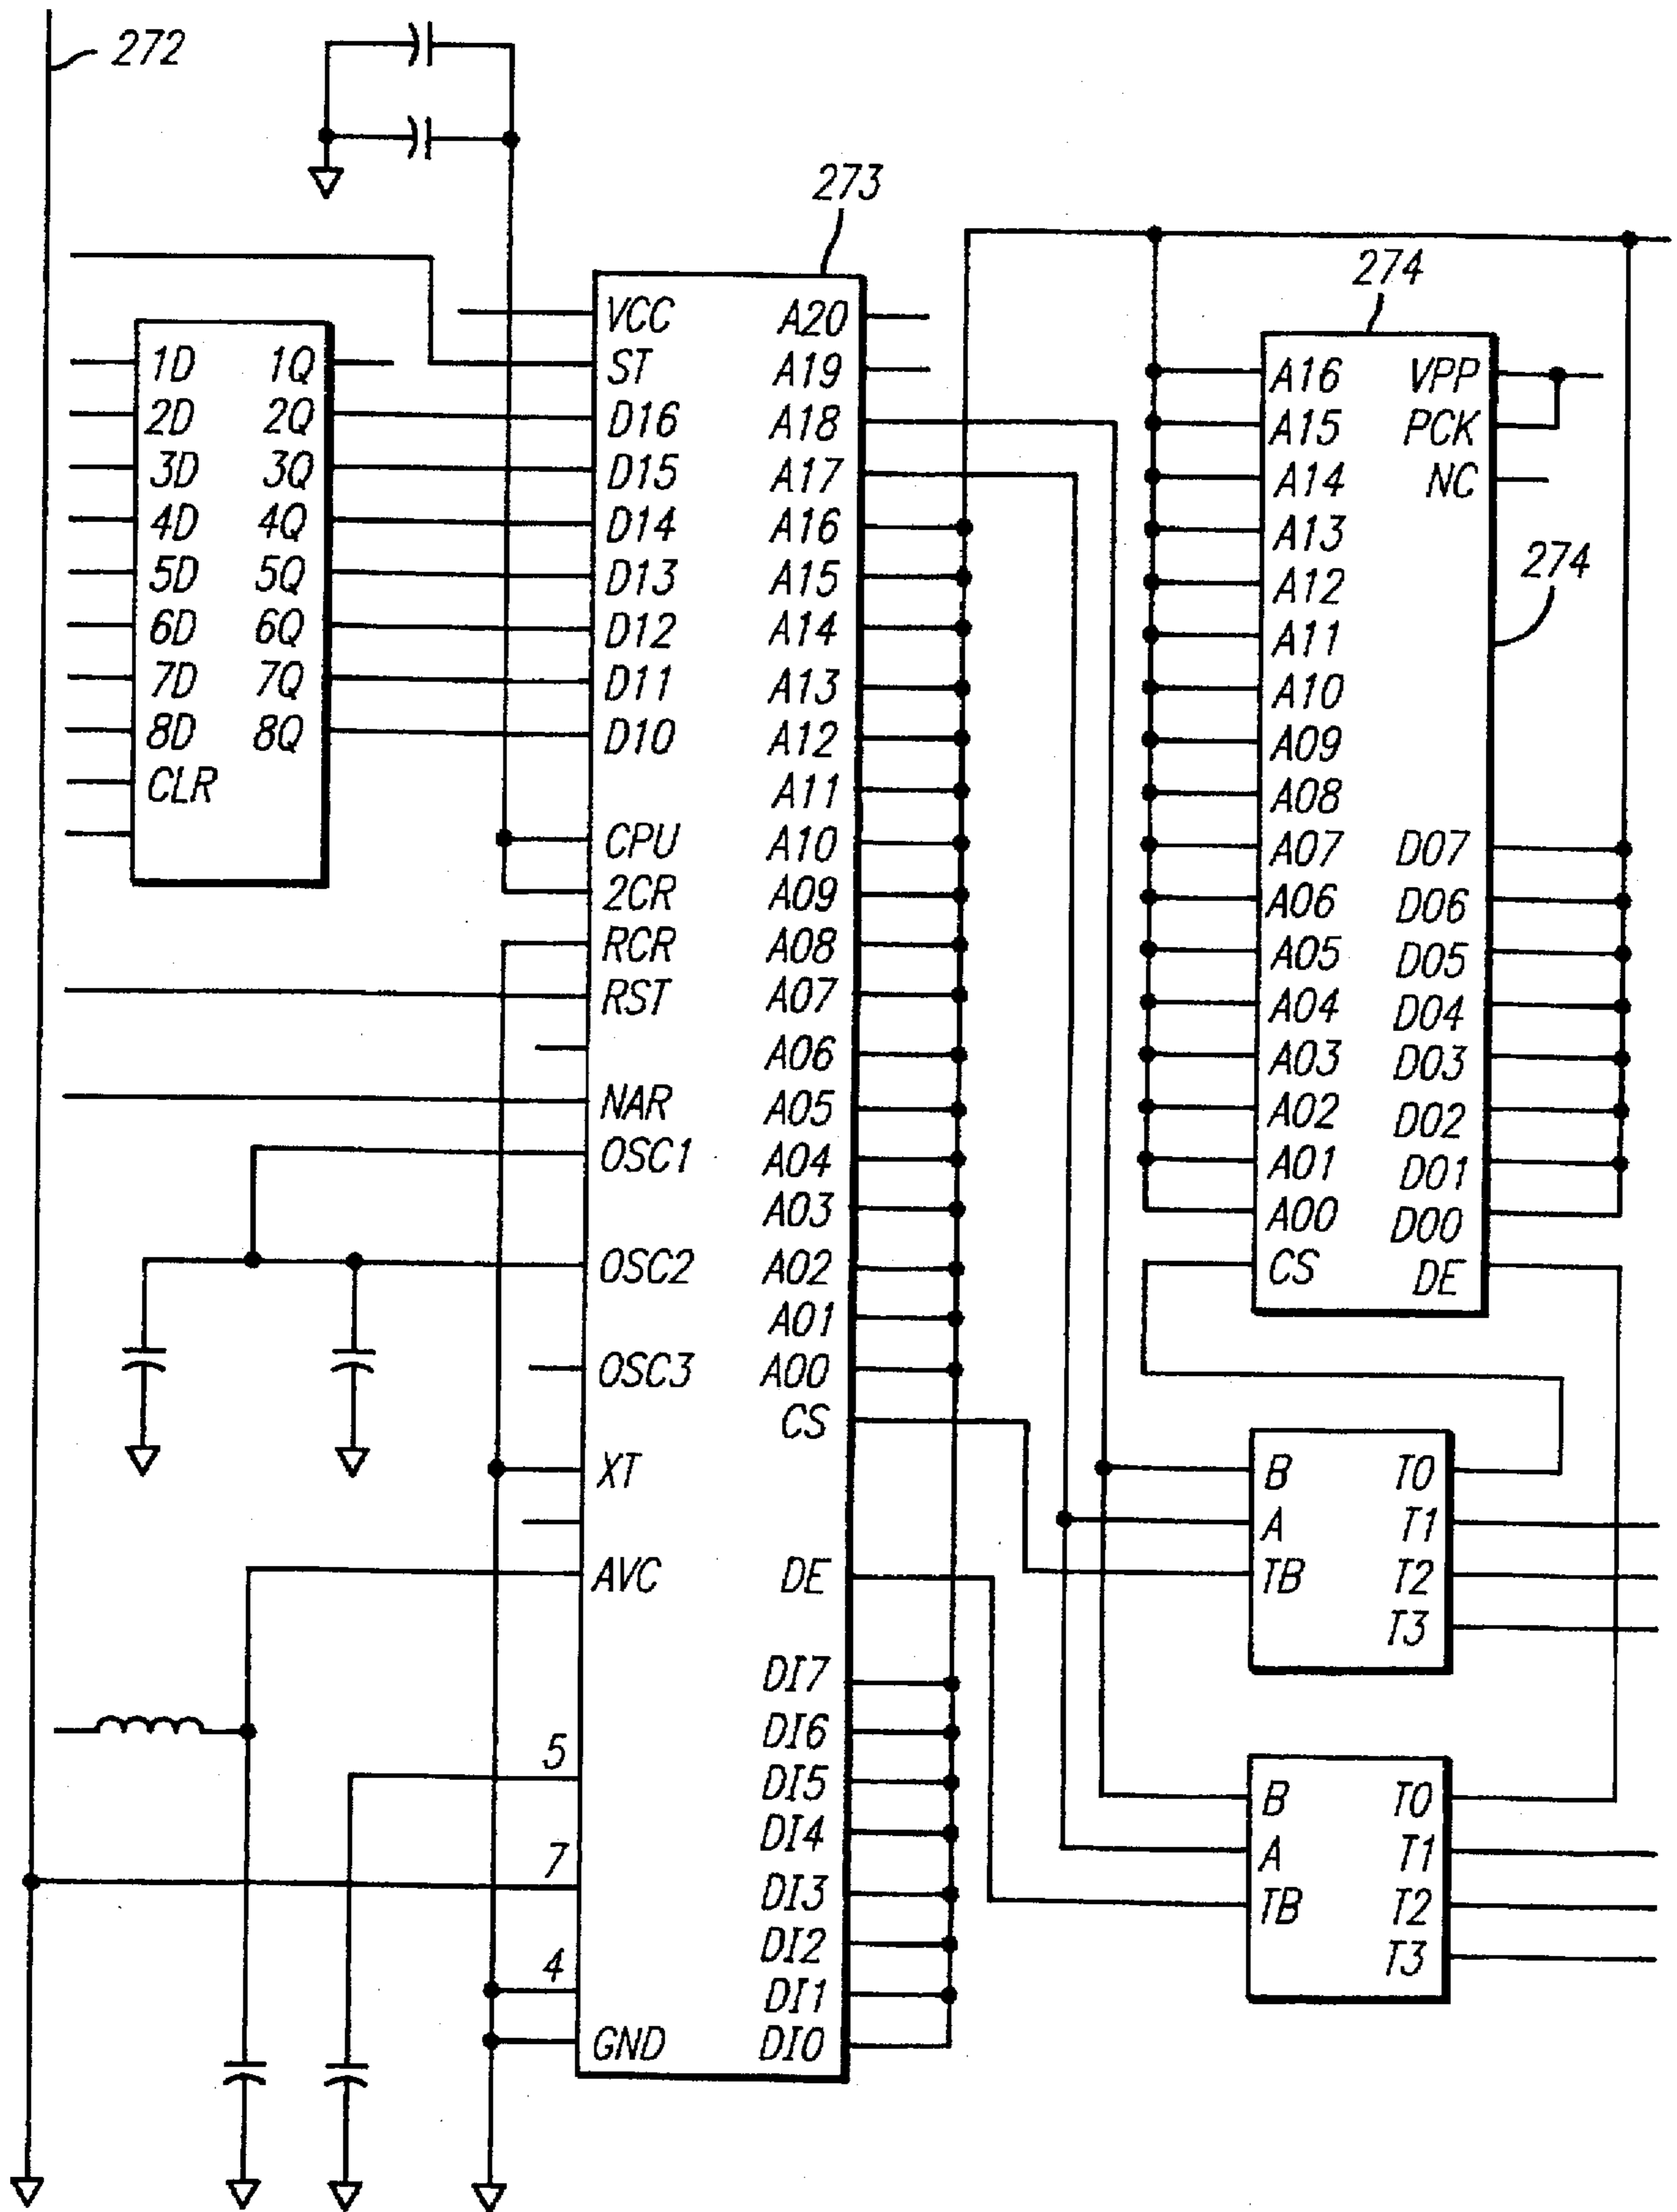 272
273
274
274
1D 1Q
2D 2Q
3D 3Q
4D 4Q
5D 5Q
6D 6Q
7D 7Q
8D 8Q
CLR
VCC A20
ST A19
D16 A18
D15 A17
D14 A16
D13 A15
D12 A14
D11 A13
D10 A12
A11
CPU A10
2CR A09
RCR A08
RST A07
A06
NAR A05
OSC1 A04
A03
OSC2 A02
A01
OSC3 A00
CS
XT
AVC DE
DI7
5 DI6
DI5
DI4
7 DI3
DI2
4 DI1
GND DI0
A16 VPP
A15 PCK
A14 NC
A13
A12
A11
A10
A09
A08
A07 D07
A06 D06
A05 D05
A04 D04
A03 D03
A02 D02
A01 D01
A00 D00
CS DE
B T0
A T1
TB T2
T3
B T0
A T1
TB T2
T3